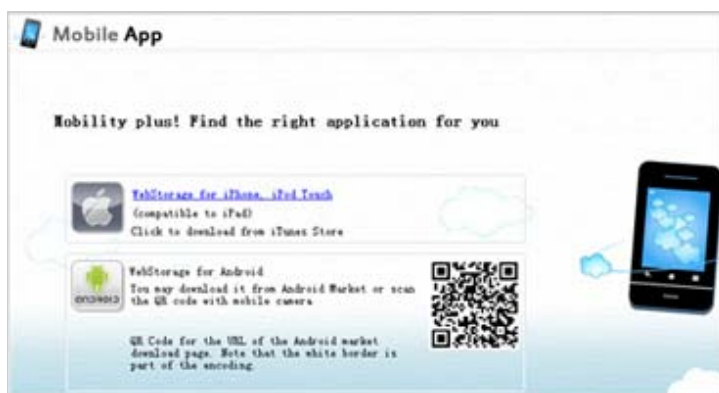 Mobile App
Mobility plus! Find the right application for you
WebStorage for iPhone, iPod Touch
(compatible to iPad)
Click to download from iTunes Store
WebStorage for Android
You may download it from Android Market or scan
the QR code with mobile camera
QR Code for the URL of the Android market
download page. Note that the white border is
part of the encoding.
ANDROID